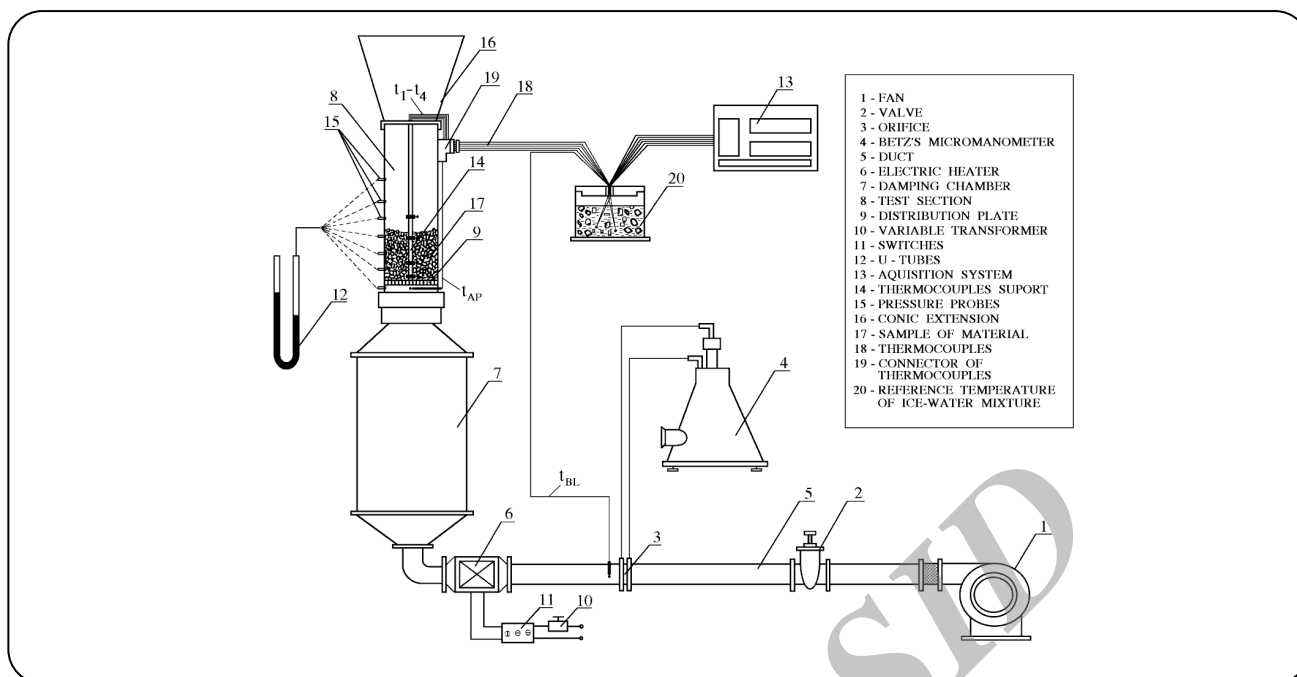 16
19
t1-t4
18
8
15
13
14
17
20
9
tAP
12
7
4
tBL
6
3
5
2
1
11
10
1 - FAN
2 - VALVE
3 - ORIFICE
4 - BETZ'S MICROMANOMETER
5 - DUCT
6 - ELECTRIC HEATER
7 - DAMPING CHAMBER
8 - TEST SECTION
9 - DISTRIBUTION PLATE
10 - VARIABLE TRANSFORMER
11 - SWITCHES
12 - U - TUBES
13 - AQUISITION SYSTEM
14 - THERMOCOUPLES SUPORT
15 - PRESSURE PROBES
16 - CONIC EXTENSION
17 - SAMPLE OF MATERIAL
18 - THERMOCOUPLES
19 - CONNECTOR OF
THERMOCOUPLES
20 - REFERENCE TEMPERATURE
OF ICE-WATER MIXTURE
SID